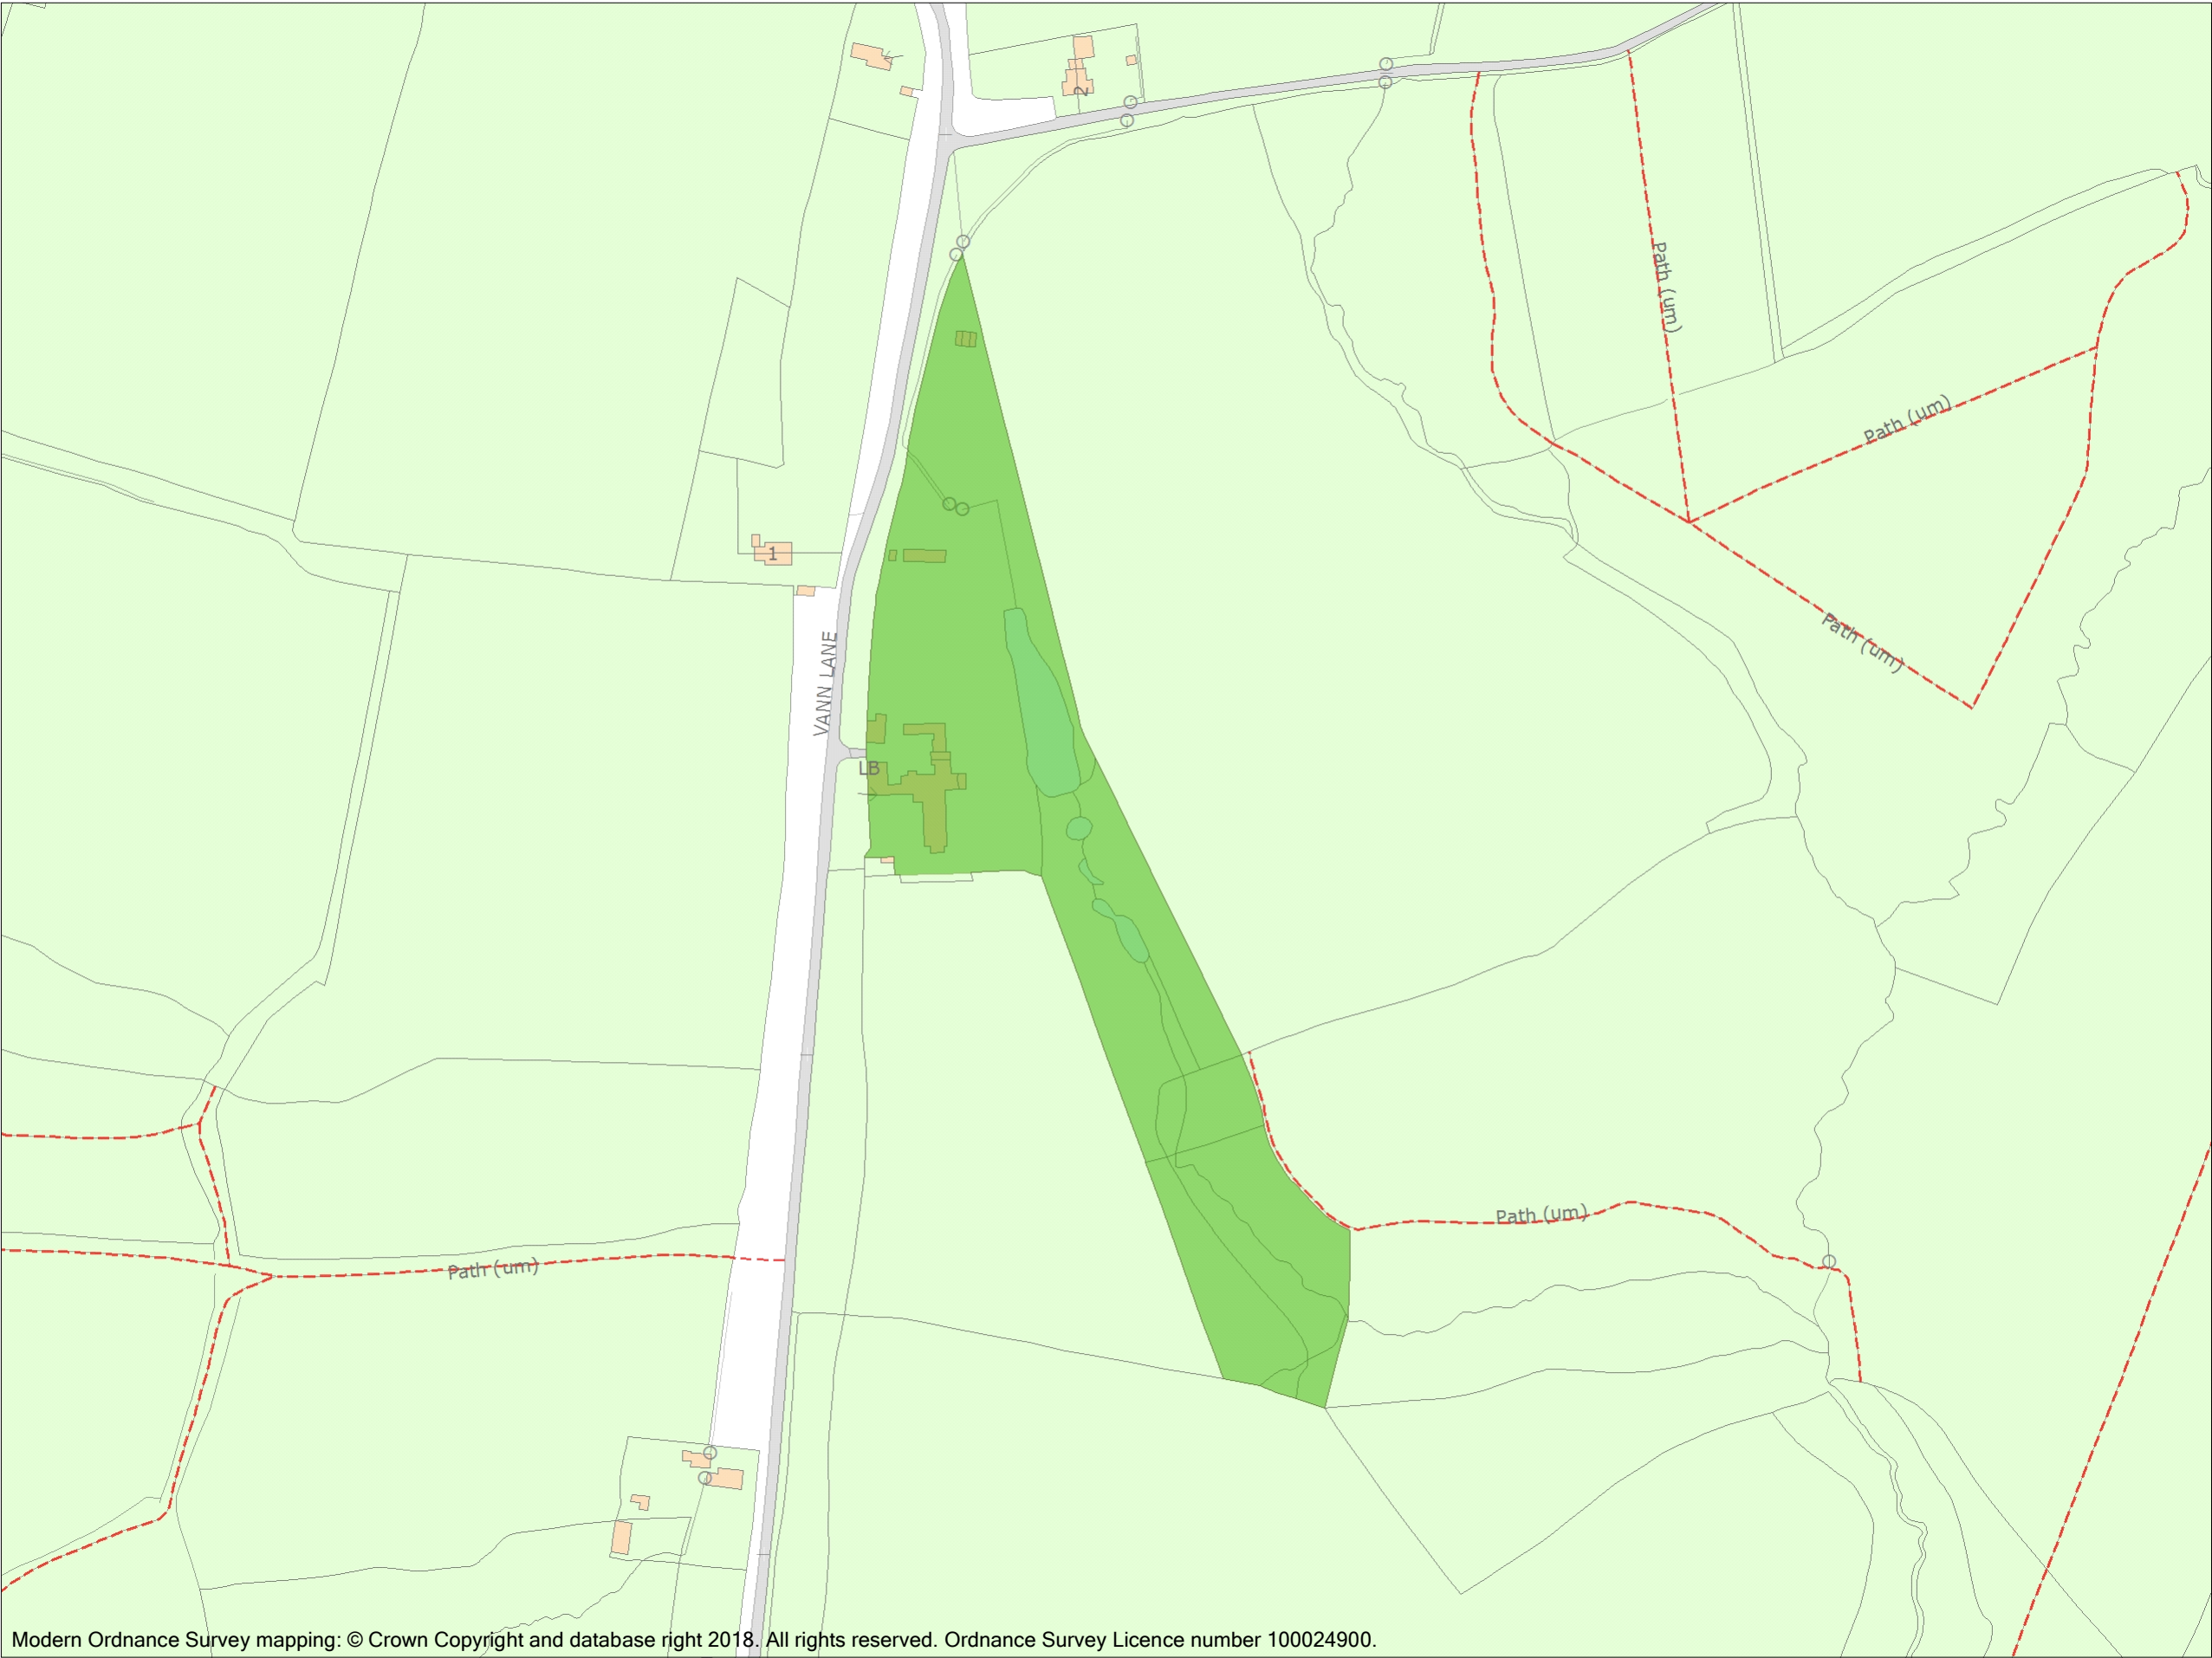 2
Path (um)
Path (um)
1
Path (um)
VANN LANE
LB
Path (um)
Path (um)
Modern Ordnance Survey mapping: © Crown Copyright and database right 2018. All rights reserved. Ordnance Survey Licence number 100024900.